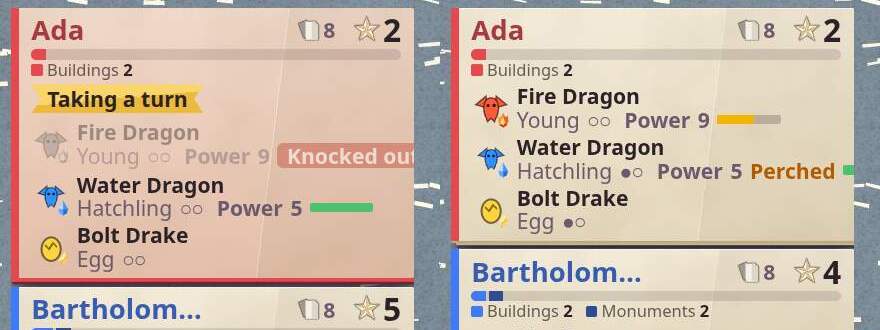 Ada 8 2
Buildings 2
Taking a turn
Fire Dragon
Young ○○ Power 9 Knocked out
Water Dragon
Hatchling ○○ Power 5
Bolt Drake
Egg ○○
Bartholom... 8 5
Ada 8 2
Buildings 2
Fire Dragon
Young ○○ Power 9
Water Dragon
Hatchling ●○ Power 5 Perched
Bolt Drake
Egg ●○
Bartholom... 8 4
Buildings 2 Monuments 2